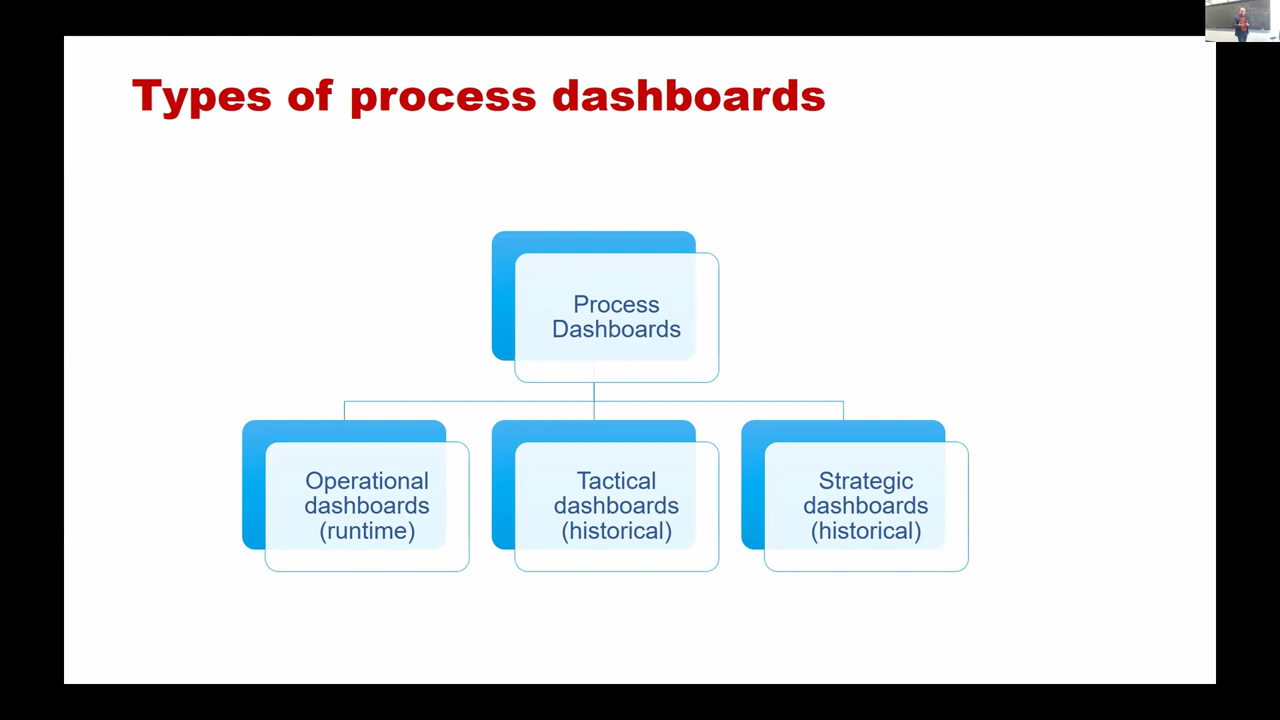 Types of process dashboards
Process
Dashboards
Operational
dashboards
(runtime)
Tactical
dashboards
(historical)
Strategic
dashboards
(historical)